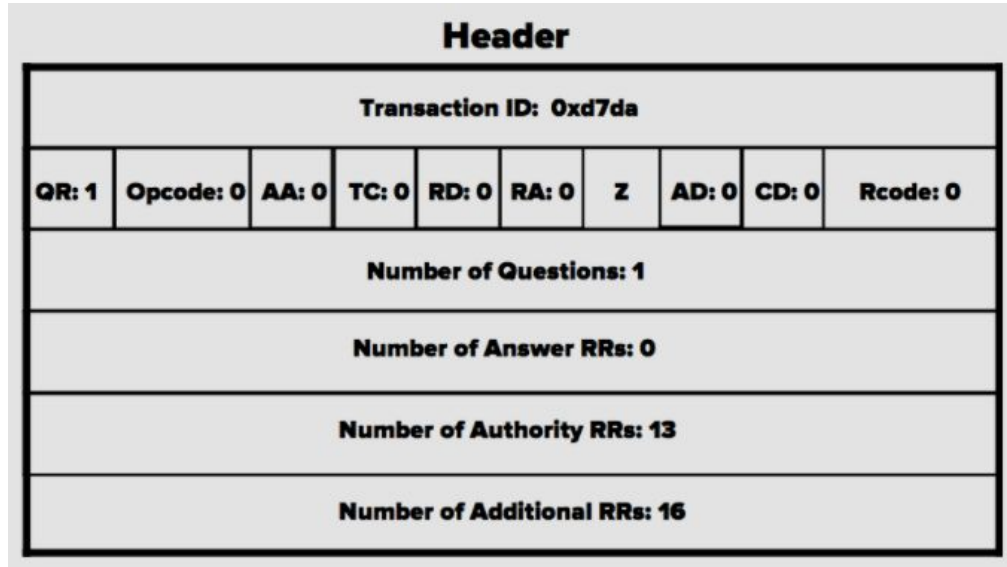 Header
Transaction ID: 0xd7da
QR: 1 Opcode: 0 AA: 0 TC: 0 RD: 0 RA: 0 Z AD: 0 CD: 0 Rcode: 0
Number of Questions: 1
Number of Answer RRs: 0
Number of Authority RRs: 13
Number of Additional RRs: 16